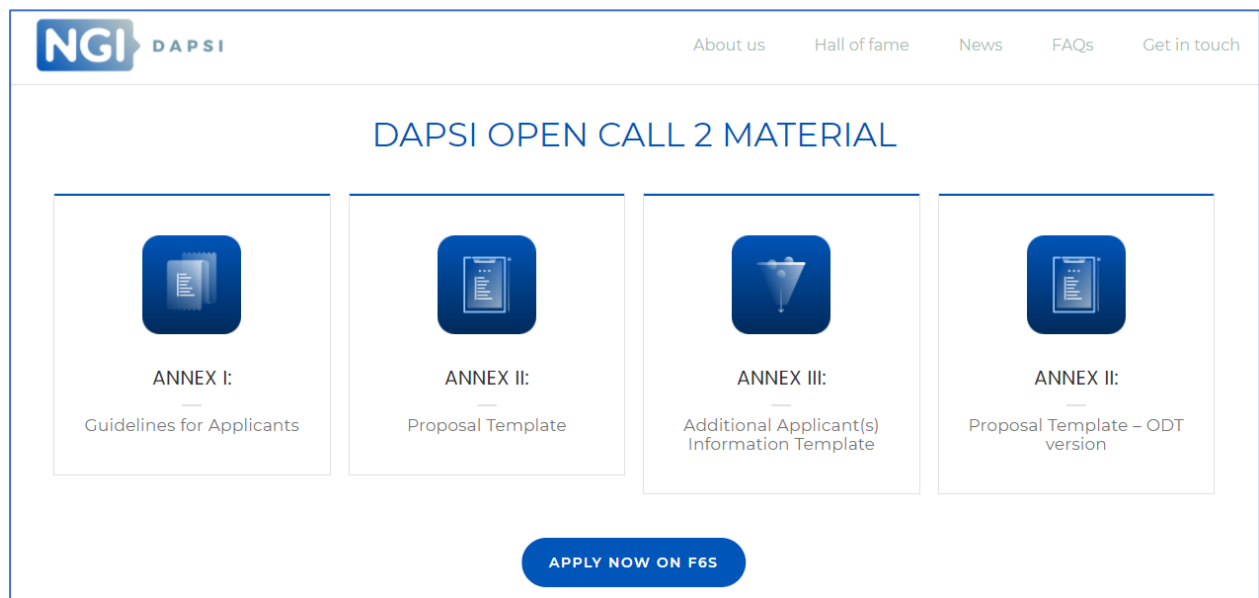 NGI DAPSI
About us Hall of fame News FAQs Get in touch
DAPSI OPEN CALL 2 MATERIAL
ANNEX I:
Guidelines for Applicants
ANNEX II:
Proposal Template
ANNEX III:
Additional Applicant(s)
Information Template
ANNEX II:
Proposal Template – ODT
version
APPLY NOW ON F6S